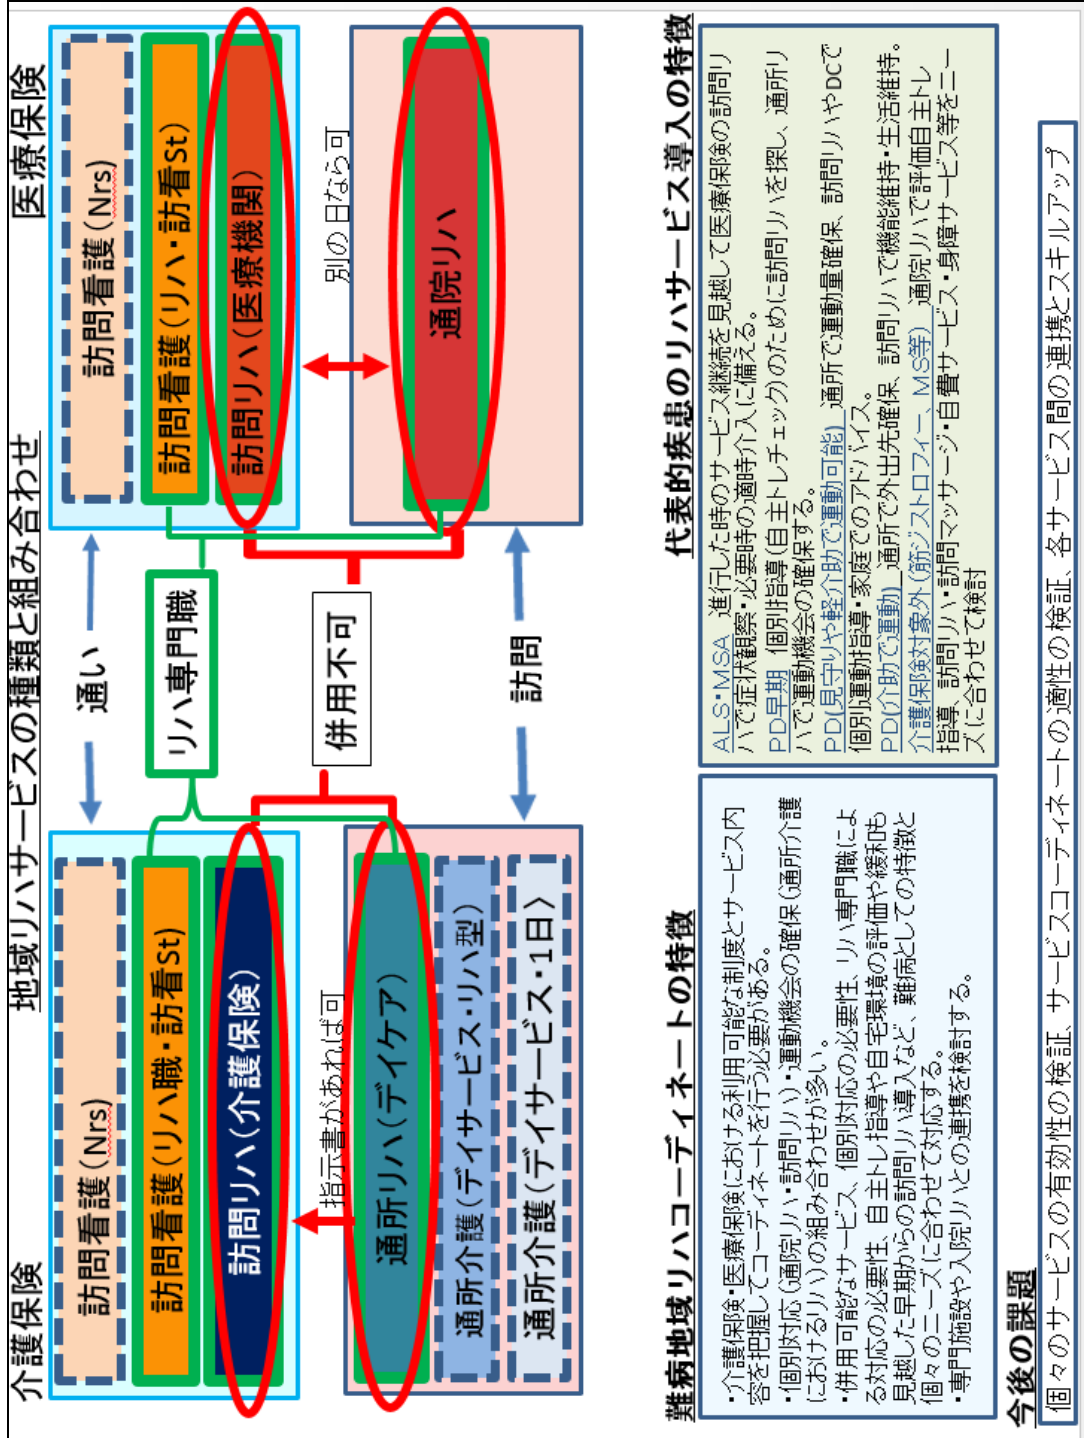 地域リハサービスの種類と組み合わせ
介護保険
医療保険
訪問看護(Nrs)
訪問看護(リハ職・訪看St)
訪問リハ(介護保険)
指示書があれば可
通所リハ(デイケア)
通所介護(デイサービス・リハ型)
通所介護(デイサービス・1日)
通い
リハ専門職
併用不可
訪問
訪問看護(Nrs)
訪問看護(リハ・訪看St)
訪問リハ(医療機関)
別の日なら可
通院リハ
難病地域リハコーディネートの特徴
・介護保険・医療保険における利用可能な制度とサービス内
容を把握してコーディネートを行う必要がある。
・個別対応(通院リハ・訪問リハ)・運動機会の確保(通所介護
におけるリハ)の組み合わせが多い。
・併用可能なサービス、個別対応の必要性、リハ専門職によ
る対応の必要性、自主トレ指導や自宅環境の評価や緩和も
見越した早期からの訪問リハ導入など、難病としての特徴と
個々のニーズに合わせて対応する。
・専門施設や入院リハとの連携を検討する。
代表的疾患のリハサービス導入の特徴
ALS・MSA 進行した時のサービス継続を見越して医療保険の訪問リ
ハで症状観察・必要時の適時介入に備える。
PD早期 個別指導(自主トレチェック)のために訪問リハを探し、通所リ
ハで運動機会の確保する。
PD(見守りや軽介助で運動可能) 通所で運動量確保、訪問リハやDCで
個別運動指導・家庭でのアドバイス。
PD(介助で運動) 通所で外出先確保、訪問リハで機能維持・生活維持。
介護保険対象外(筋ジストロフィー、MS等) 通院リハで評価自主トレ
指導、訪問リハ・訪問マッサージ・自費サービス・身障サービス等をニー
ズに合わせて検討
今後の課題
個々のサービスの有効性の検証、サービスコーディネートの適性の検証、各サービス間の連携とスキルアップ